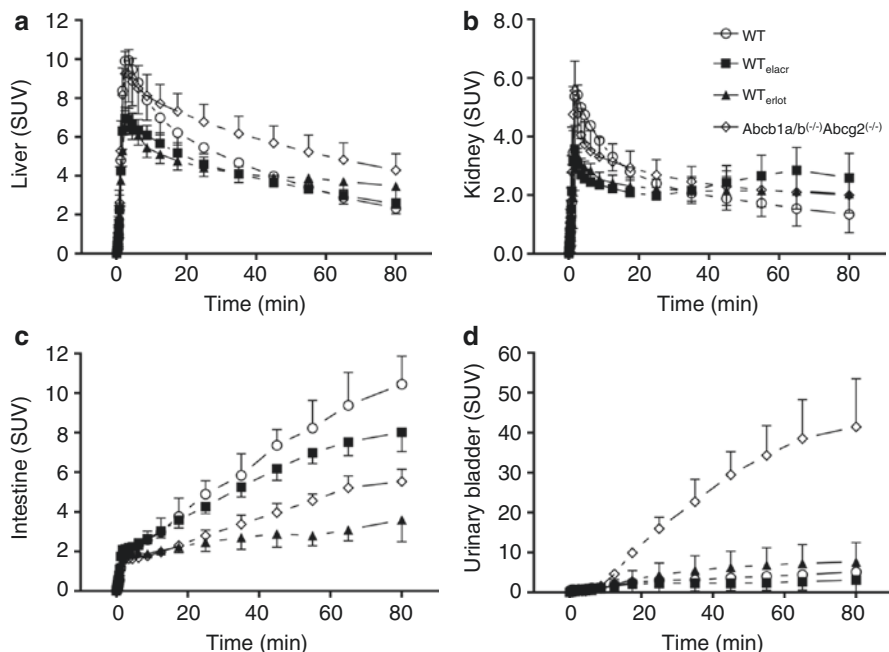 a
Liver (SUV)
12
10
8
6
4
2
0
0
20
40
60
80
Time (min)
b
Kidney (SUV)
8.0
6.0
4.0
2.0
0.0
0
20
40
60
80
Time (min)
WT
WTelacr
WTerlot
Abcb1a/b(-/-)Abcg2(-/-)
c
Intestine (SUV)
12
10
8
6
4
2
0
0
20
40
60
80
Time (min)
d
Urinary bladder (SUV)
60
50
40
30
20
10
0
0
20
40
60
80
Time (min)